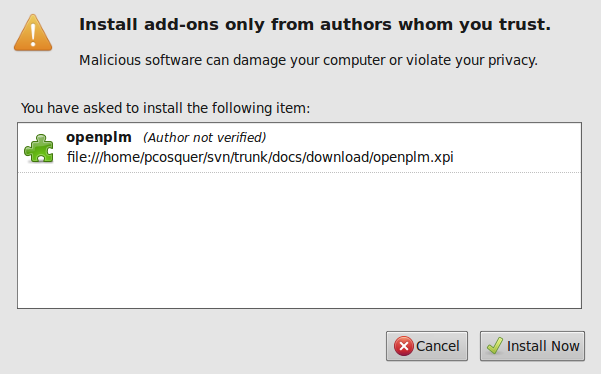 Install add-ons only from authors whom you trust.
Malicious software can damage your computer or violate your privacy.
You have asked to install the following item:
openplm (Author not verified)
file:///home/pcosquer/svn/trunk/docs/download/openplm.xpi
Cancel Install Now